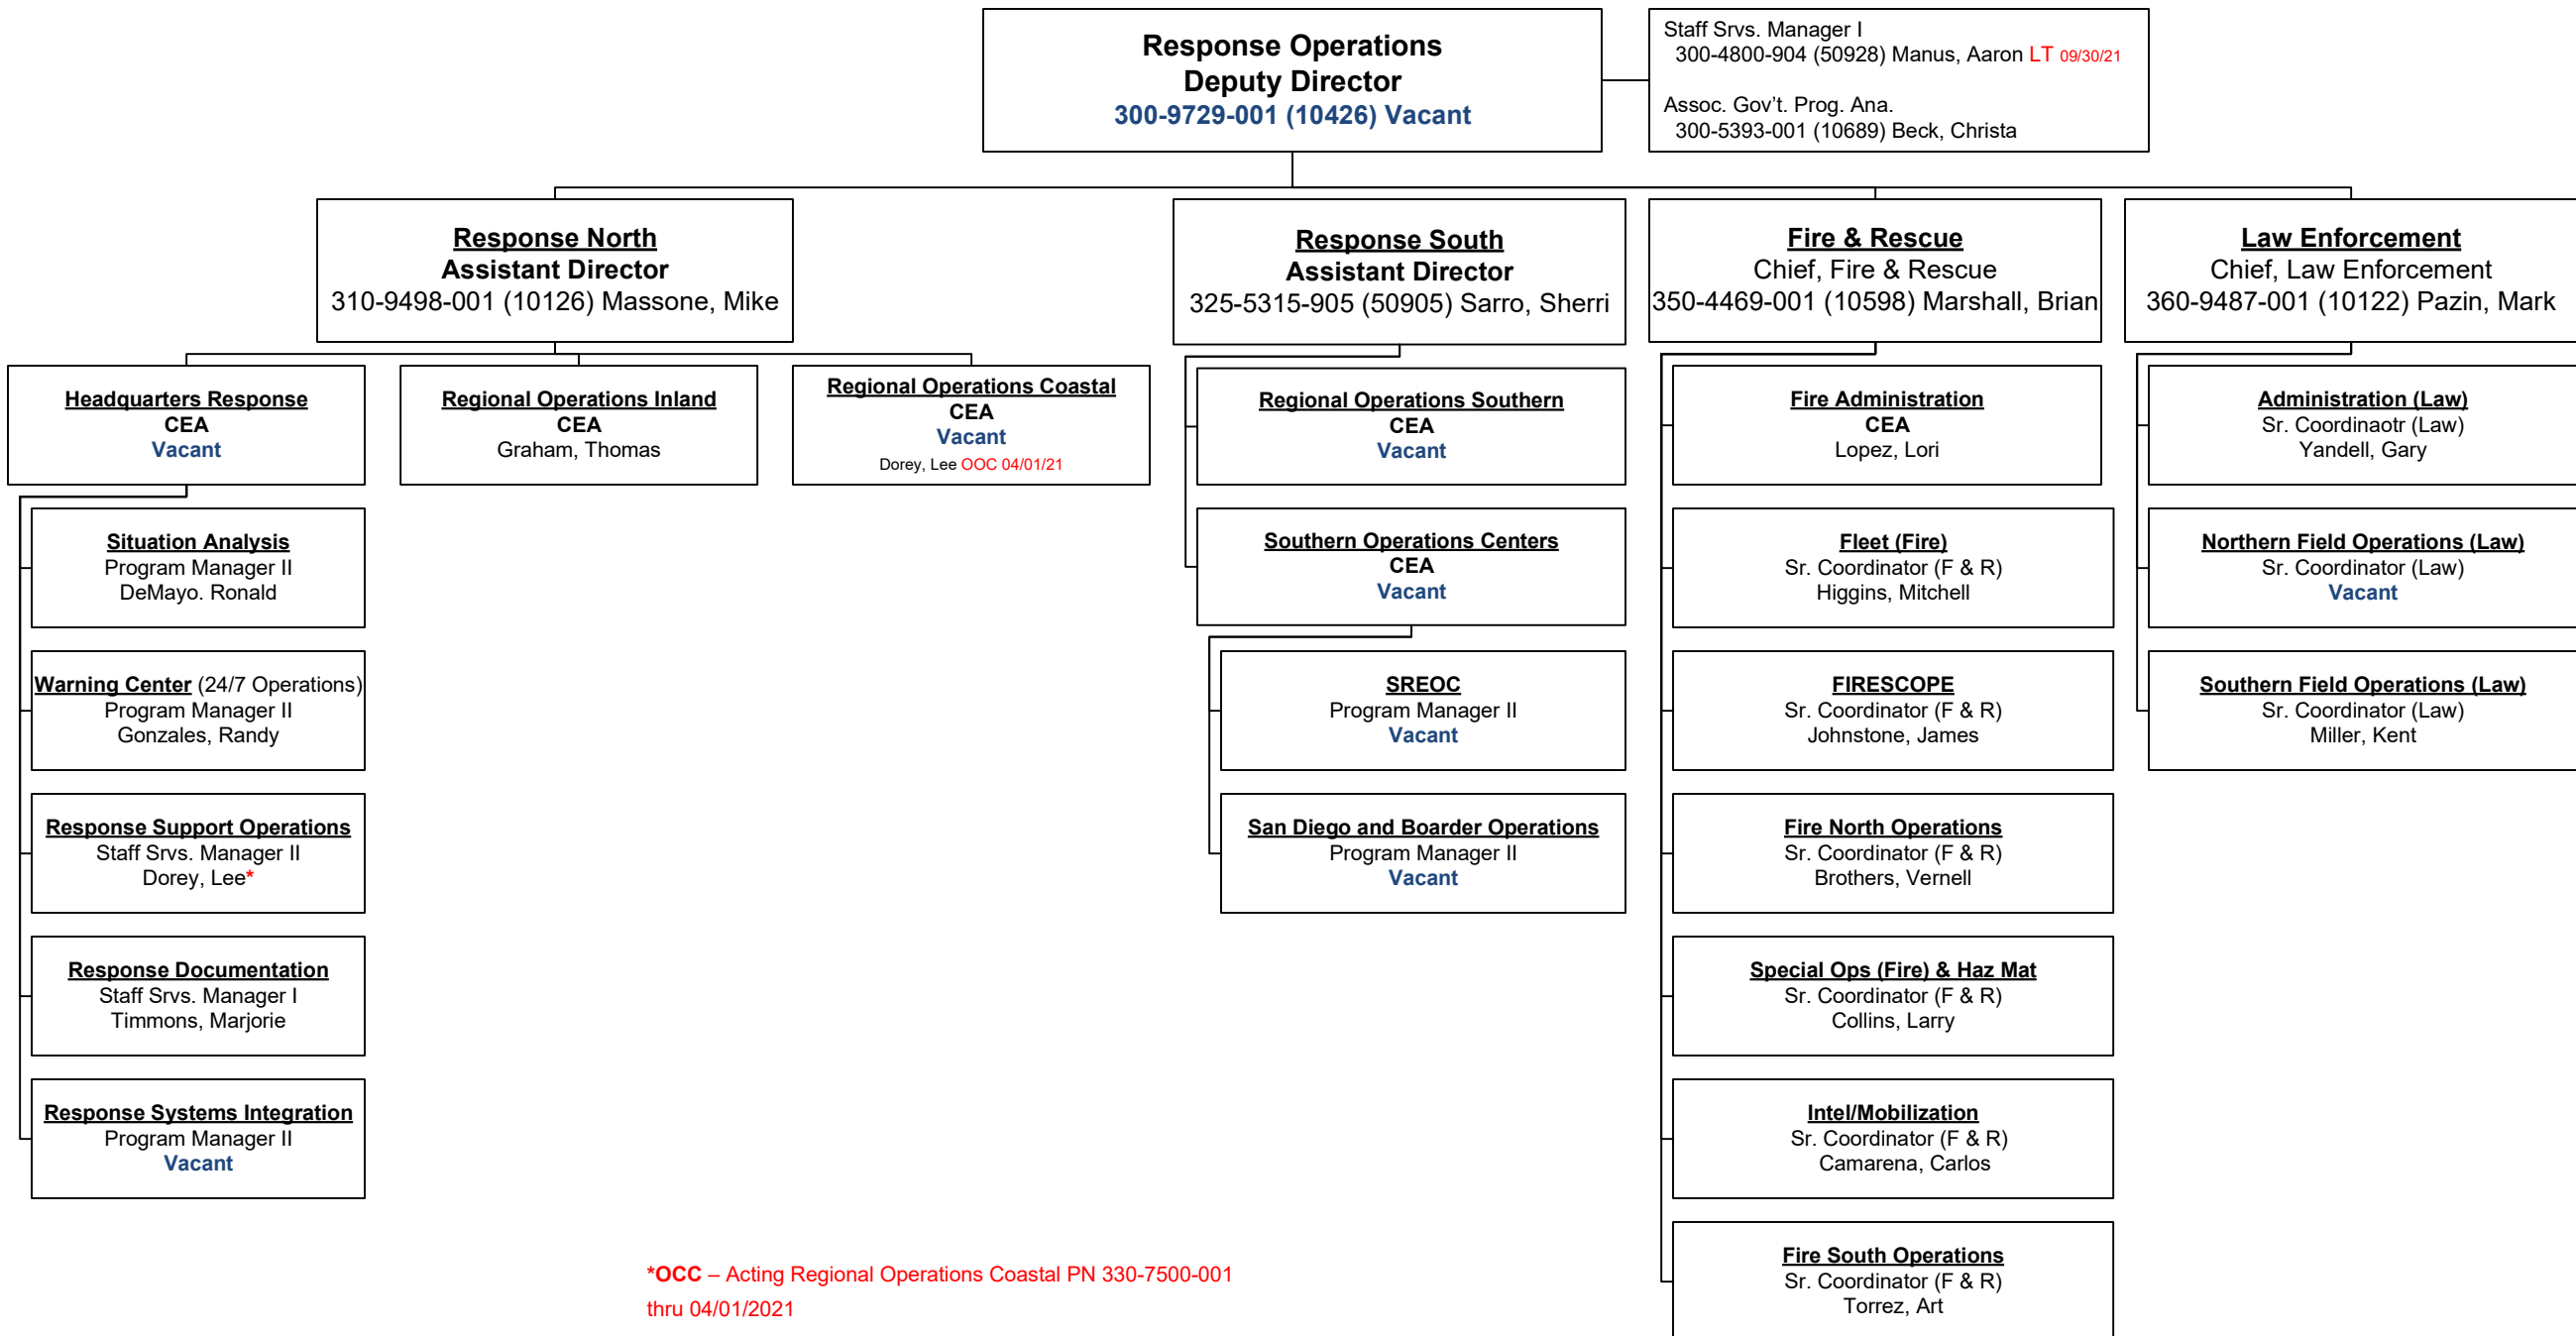 Response Operations
Deputy Director
300-9729-001 (10426) Vacant
Staff Srvs. Manager I
300-4800-904 (50928) Manus, Aaron LT 09/30/21
Assoc. Gov’t. Prog. Ana.
300-5393-001 (10689) Beck, Christa
Response North
Assistant Director
310-9498-001 (10126) Massone, Mike
Response South
Assistant Director
325-5315-905 (50905) Sarro, Sherri
Fire & Rescue
Chief, Fire & Rescue
350-4469-001 (10598) Marshall, Brian
Law Enforcement
Chief, Law Enforcement
360-9487-001 (10122) Pazin, Mark
Headquarters Response
CEA
Vacant
Regional Operations Inland
CEA
Graham, Thomas
Regional Operations Coastal
CEA
Vacant
Dorey, Lee OOC 04/01/21
Regional Operations Southern
CEA
Vacant
Fire Administration
CEA
Lopez, Lori
Administration (Law)
Sr. Coordinaotr (Law)
Yandell, Gary
Situation Analysis
Program Manager II
DeMayo. Ronald
Southern Operations Centers
CEA
Vacant
Fleet (Fire)
Sr. Coordinator (F & R)
Higgins, Mitchell
Northern Field Operations (Law)
Sr. Coordinator (Law)
Vacant
Warning Center (24/7 Operations)
Program Manager II
Gonzales, Randy
SREOC
Program Manager II
Vacant
FIRESCOPE
Sr. Coordinator (F & R)
Johnstone, James
Southern Field Operations (Law)
Sr. Coordinator (Law)
Miller, Kent
Response Support Operations
Staff Srvs. Manager II
Dorey, Lee*
San Diego and Boarder Operations
Program Manager II
Vacant
Fire North Operations
Sr. Coordinator (F & R)
Brothers, Vernell
Response Documentation
Staff Srvs. Manager I
Timmons, Marjorie
Special Ops (Fire) & Haz Mat
Sr. Coordinator (F & R)
Collins, Larry
Response Systems Integration
Program Manager II
Vacant
Intel/Mobilization
Sr. Coordinator (F & R)
Camarena, Carlos
Fire South Operations
Sr. Coordinator (F & R)
Torrez, Art
*OCC – Acting Regional Operations Coastal PN 330-7500-001
thru 04/01/2021